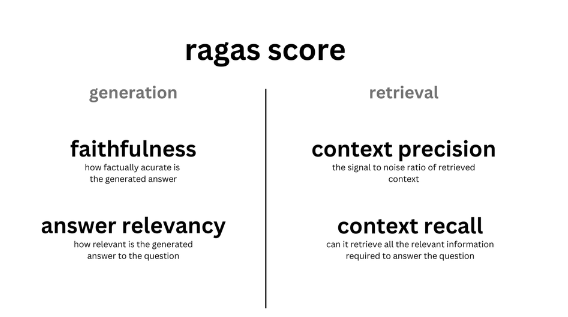 ragas score
generation
faithfulness
how factually acurate is
the generated answer
answer relevancy
how relevant is the generated
answer to the question
retrieval
context precision
the signal to noise ratio of retrieved
context
context recall
can it retrieve all the relevant information
required to answer the question